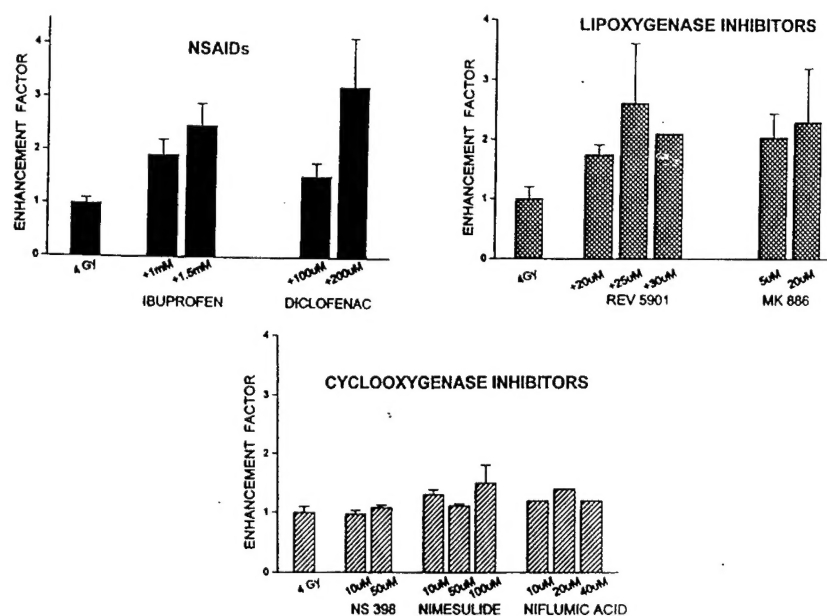 NSAIDs
ENHANCEMENT FACTOR
4
3
2
1
0
4 GY
+1mM
+1.5mM
+100uM
+200uM
IBUPROFEN
DICLOFENAC
LIPOXYGENASE INHIBITORS
ENHANCEMENT FACTOR
4
3
2
1
0
4GY
+20uM
+25uM
+30uM
5uM
20uM
REV 5901
MK 886
CYCLOOXYGENASE INHIBITORS
ENHANCEMENT FACTOR
4
3
2
1
0
4 GY
10uM
50uM
10uM
50uM
100uM
10uM
20uM
40uM
NS 398
NIMESULIDE
NIFLUMIC ACID